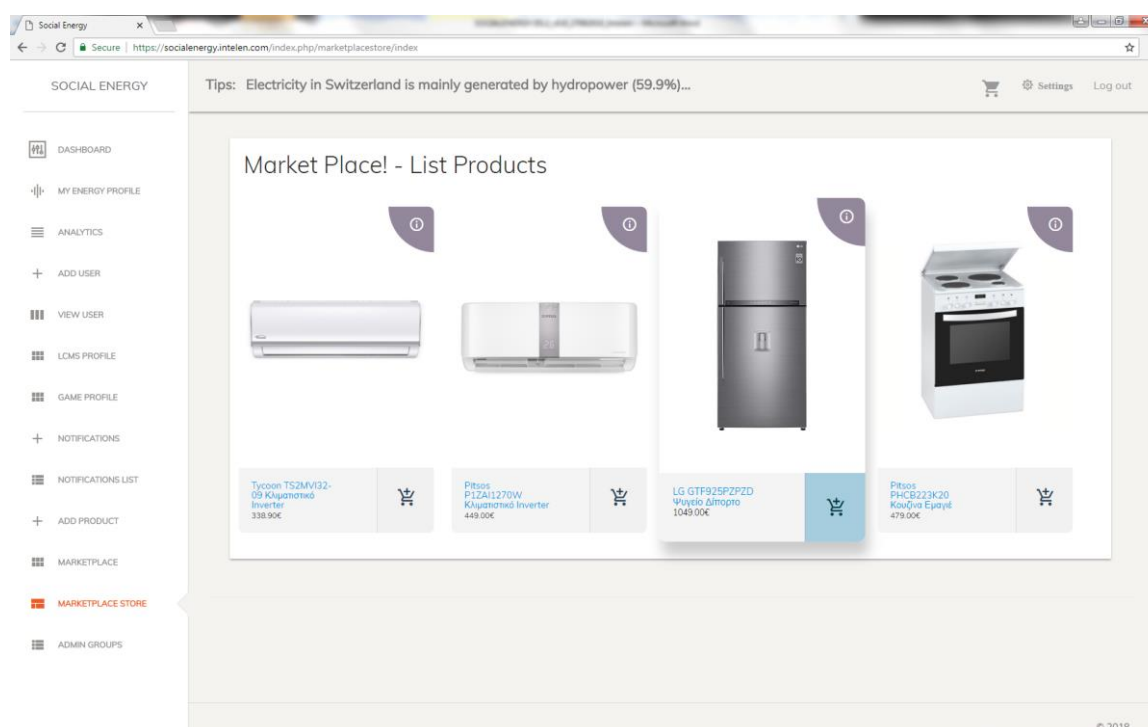 Social Energy
Secure | https://socialenergy.intelen.com/index.php/marketplacestore/index
SOCIAL ENERGY
Tips: Electricity in Switzerland is mainly generated by hydropower (59.9%)...
Settings
Log out
DASHBOARD
MY ENERGY PROFILE
ANALYTICS
ADD USER
VIEW USER
LCMS PROFILE
GAME PROFILE
NOTIFICATIONS
NOTIFICATIONS LIST
ADD PRODUCT
MARKETPLACE
MARKETPLACE STORE
ADMIN GROUPS
Market Place! - List Products
Tycoon TS2MVI32-
09 Κλιματιστικό
Inverter
338.90€
Pitsos
P1ZAI1270W
Κλιματιστικό Inverter
449.00€
LG GTF925PZPZD
Ψυγείο Δίπορτο
1049.00€
Pitsos
PHCB223K20
Κουζίνα Εμαγιέ
479.00€
© 2018